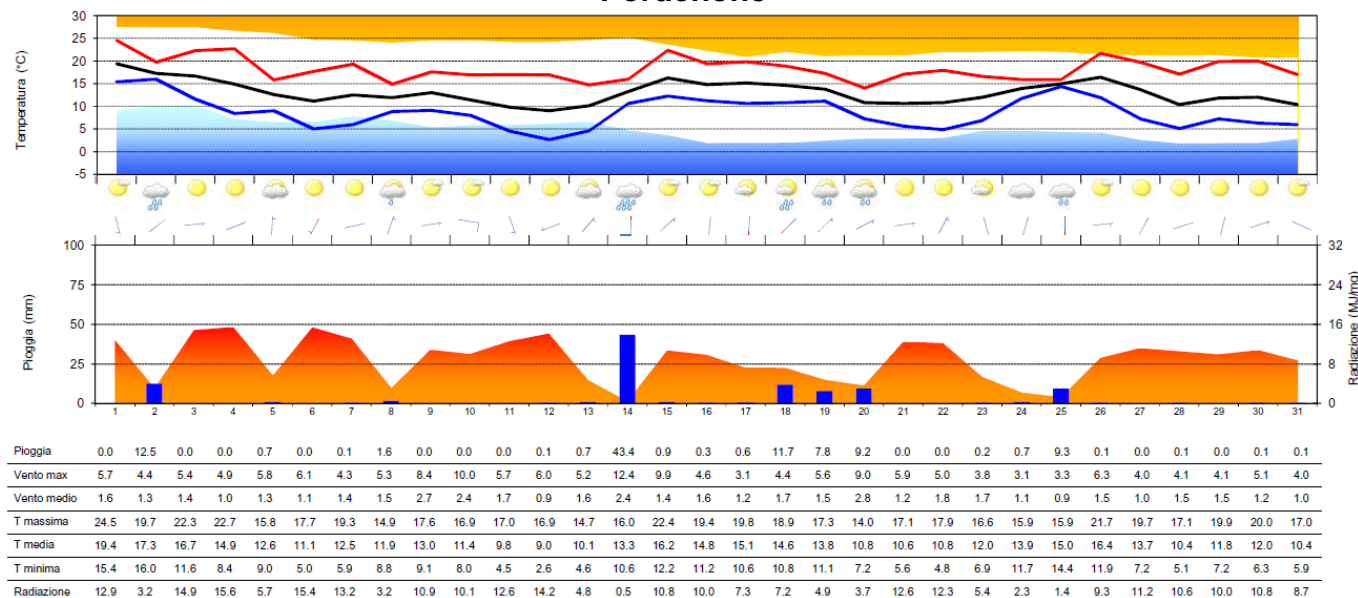 30
25
20
15
10
5
0
-5
Temperatura (°C)
100 32
75 24
50 16
25 8
0 0
Pioggia (mm)
Radiazione (MJ/mq)
1 2 3 4 5 6 7 8 9 10 11 12 13 14 15 16 17 18 19 20 21 22 23 24 25 26 27 28 29 30 31
Pioggia 0.0 12.5 0.0 0.0 0.7 0.0 0.1 1.6 0.0 0.0 0.0 0.1 0.7 43.4 0.9 0.3 0.6 11.7 7.8 9.2 0.0 0.0 0.2 0.7 9.3 0.1 0.0 0.1 0.0 0.1 0.1
Vento max 5.7 4.4 5.4 4.9 5.8 6.1 4.3 5.3 8.4 10.0 5.7 6.0 5.2 12.4 9.9 4.6 3.1 4.4 5.6 9.0 5.9 5.0 3.8 3.1 3.3 6.3 4.0 4.1 4.1 5.1 4.0
Vento medio 1.6 1.3 1.4 1.0 1.3 1.1 1.4 1.5 2.7 2.4 1.7 0.9 1.6 2.4 1.4 1.6 1.2 1.7 1.5 2.8 1.2 1.8 1.7 1.1 0.9 1.5 1.0 1.5 1.5 1.2 1.0
T massima 24.5 19.7 22.3 22.7 15.8 17.7 19.3 14.9 17.6 16.9 17.0 16.9 14.7 16.0 22.4 19.4 19.8 18.9 17.3 14.0 17.1 17.9 16.6 15.9 15.9 21.7 19.7 17.1 19.9 20.0 17.0
T media 19.4 17.3 16.7 14.9 12.6 11.1 12.5 11.9 13.0 11.4 9.8 9.0 10.1 13.3 16.2 14.8 15.1 14.6 13.8 10.8 10.6 10.8 12.0 13.9 15.0 16.4 13.7 10.4 11.8 12.0 10.4
T minima 15.4 16.0 11.6 8.4 9.0 5.0 5.9 8.8 9.1 8.0 4.5 2.6 4.6 10.6 12.2 11.2 10.6 10.8 11.1 7.2 5.6 4.8 6.9 11.7 14.4 11.9 7.2 5.1 7.2 6.3 5.9
Radiazione 12.9 3.2 14.9 15.6 5.7 15.4 13.2 3.2 10.9 10.1 12.6 14.2 4.8 0.5 10.8 10.0 7.3 7.2 4.9 3.7 12.6 12.3 5.4 2.3 1.4 9.3 11.2 10.6 10.0 10.8 8.7